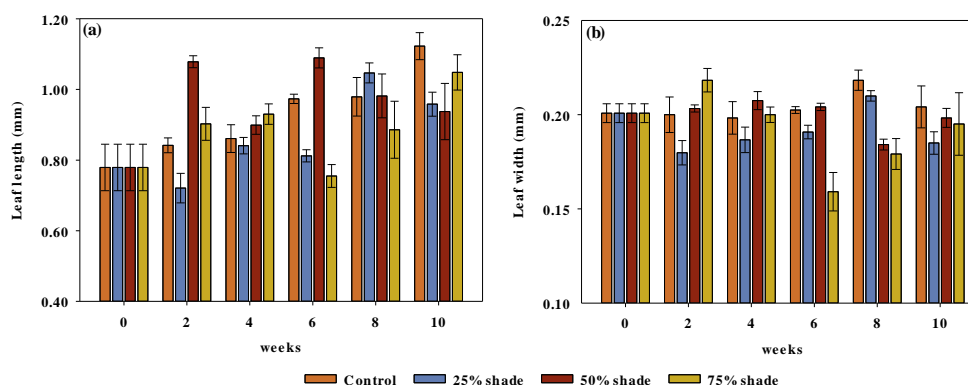 (a)
Leaf length (mm)
1.20
1.00
0.80
0.60
0.40
0 2 4 6 8 10
weeks
(b)
Leaf width (mm)
0.25
0.20
0.15
0.10
0 2 4 6 8 10
weeks
Control 25% shade 50% shade 75% shade